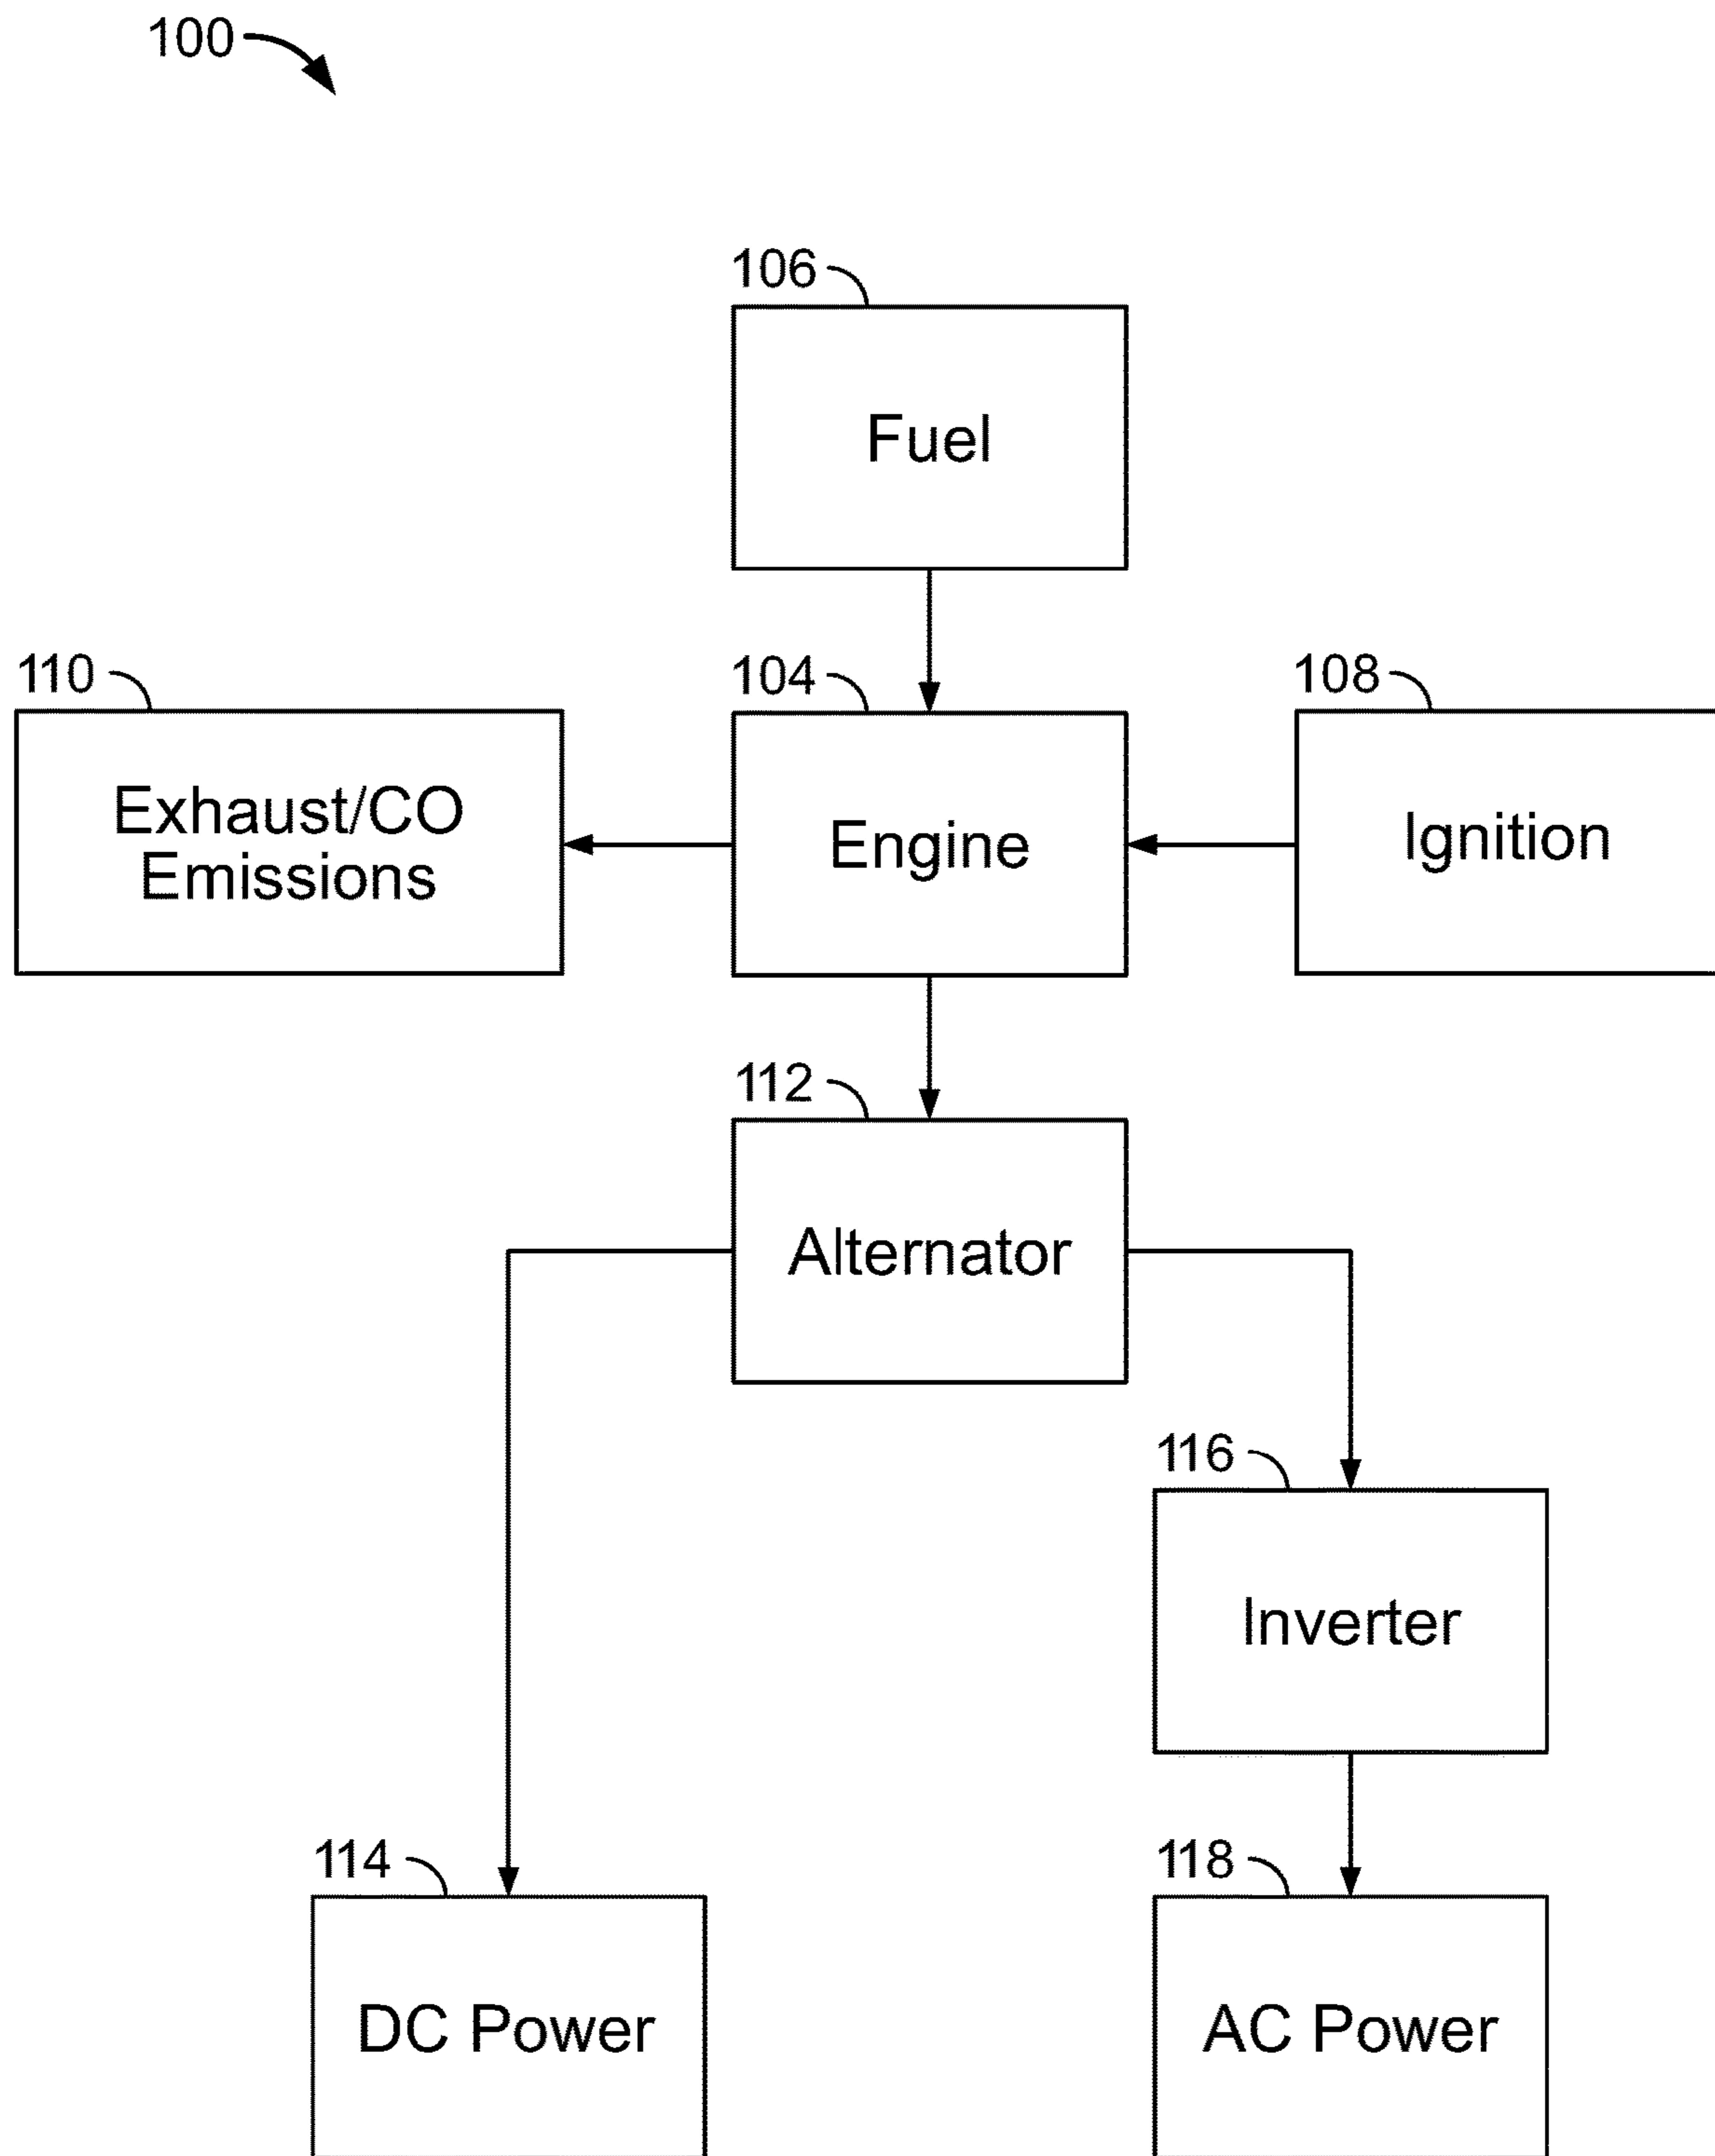 100
106
Fuel
110
104
108
Exhaust/CO
Emissions
Engine
Ignition
112
Alternator
116
Inverter
114
118
DC Power
AC Power